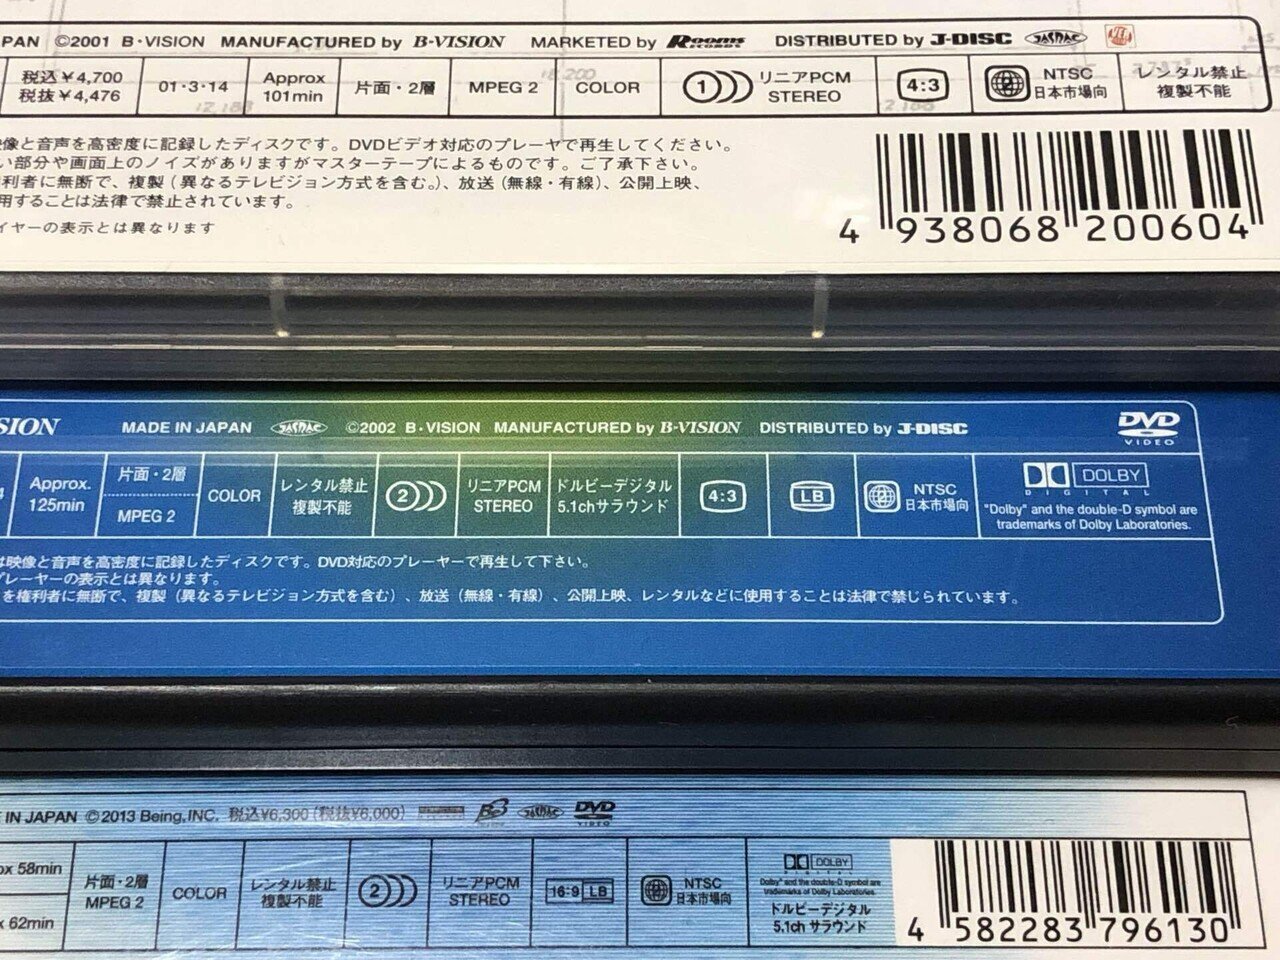 PAN ©2001 B・VISION MANUFACTURED by B-VISION MARKETED by Rooms RECORDS DISTRIBUTED by J-DISC JASRAC
税込￥4,700
税抜￥4,476
01・3・14
Approx
101min
片面・2層
MPEG 2
COLOR
1
リニアPCM
STEREO
4:3
2
NTSC
日本市場向
レンタル禁止
複製不能
像と音声を高密度に記録したディスクです。DVDビデオ対応のプレーヤで再生してください。
い部分や画面上のノイズがありますがマスターテープによるものです。ご了承下さい。
利者に無断で、複製（異なるテレビジョン方式を含む。）、放送（無線・有線）、公開上映、
用することは法律で禁止されています。
イヤーの表示とは異なります
4 938068 200604
SION MADE IN JAPAN JASRAC ©2002 B・VISION MANUFACTURED by B-VISION DISTRIBUTED by J-DISC
DVD
VIDEO
4
Approx.
125min
片面・2層
MPEG 2
COLOR
レンタル禁止
複製不能
2
リニアPCM
STEREO
ドルビーデジタル
5.1chサラウンド
4:3
LB
2
NTSC
日本市場向
DOLBY
DIGITAL
"Dolby" and the double-D symbol are
trademarks of Dolby Laboratories.
は映像と音声を高密度に記録したディスクです。DVD対応のプレーヤーで再生して下さい。
プレーヤーの表示とは異なります。
を権利者に無断で、複製（異なるテレビジョン方式を含む）、放送（無線・有線）、公開上映、レンタルなどに使用することは法律で禁じられています。
IN JAPAN ©2013 Being, INC. 税込¥6,300（税抜¥6,000） JASRAC DVD
VIDEO
ox 58min
x 62min
片面・2層
MPEG 2
COLOR
レンタル禁止
複製不能
2
リニアPCM
STEREO
16:9 LB
2
NTSC
日本市場向
DOLBY
"Dolby" and the double-D symbol are
trademarks of Dolby Laboratories.
ドルビーデジタル
5.1ch サラウンド
4 582283 796130